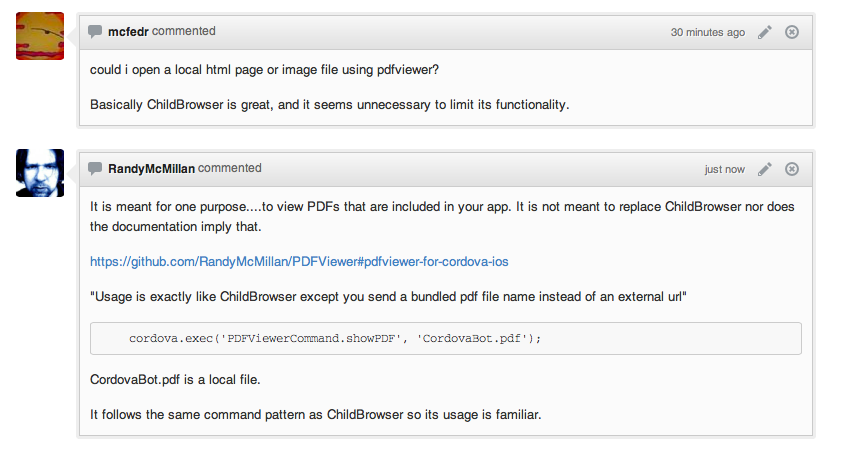 mcfedr commented 30 minutes ago
could i open a local html page or image file using pdfviewer?
Basically ChildBrowser is great, and it seems unnecessary to limit its functionality.
RandyMcMillan commented just now
It is meant for one purpose....to view PDFs that are included in your app. It is not meant to replace ChildBrowser nor does
the documentation imply that.
https://github.com/RandyMcMillan/PDFViewer#pdfviewer-for-cordova-ios
"Usage is exactly like ChildBrowser except you send a bundled pdf file name instead of an external url"
cordova.exec('PDFViewerCommand.showPDF', 'CordovaBot.pdf');
CordovaBot.pdf is a local file.
It follows the same command pattern as ChildBrowser so its usage is familiar.